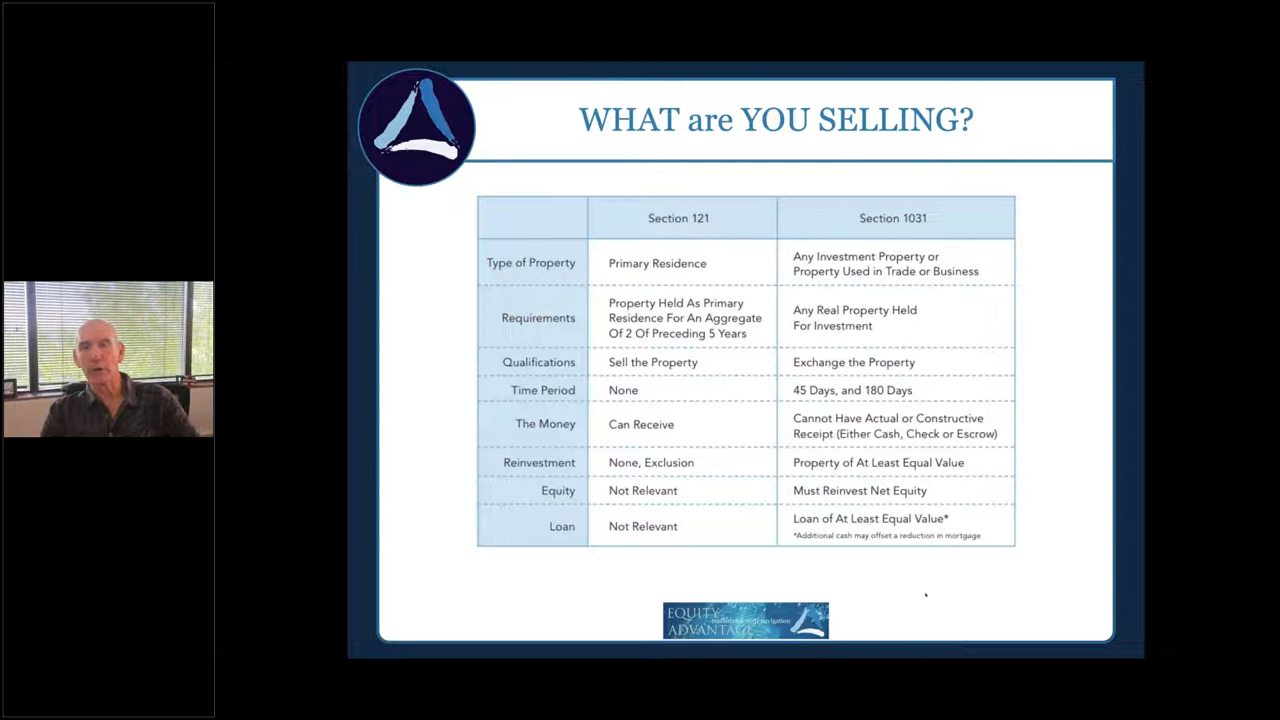 WHAT are YOU SELLING?
Section 121
Section 1031
Type of Property
Primary Residence
Any Investment Property or
Property Used in Trade or Business
Requirements
Property Held As Primary
Residence For An Aggregate
Of 2 Of Preceding 5 Years
Any Real Property Held
For Investment
Qualifications
Sell the Property
Exchange the Property
Time Period
None
45 Days, and 180 Days
The Money
Can Receive
Cannot Have Actual or Constructive
Receipt (Either Cash, Check or Escrow)
Reinvestment
None, Exclusion
Property of At Least Equal Value
Equity
Not Relevant
Must Reinvest Net Equity
Loan
Not Relevant
Loan of At Least Equal Value*
*Additional cash may offset a reduction in mortgage
EQUITY
ADVANTAGE